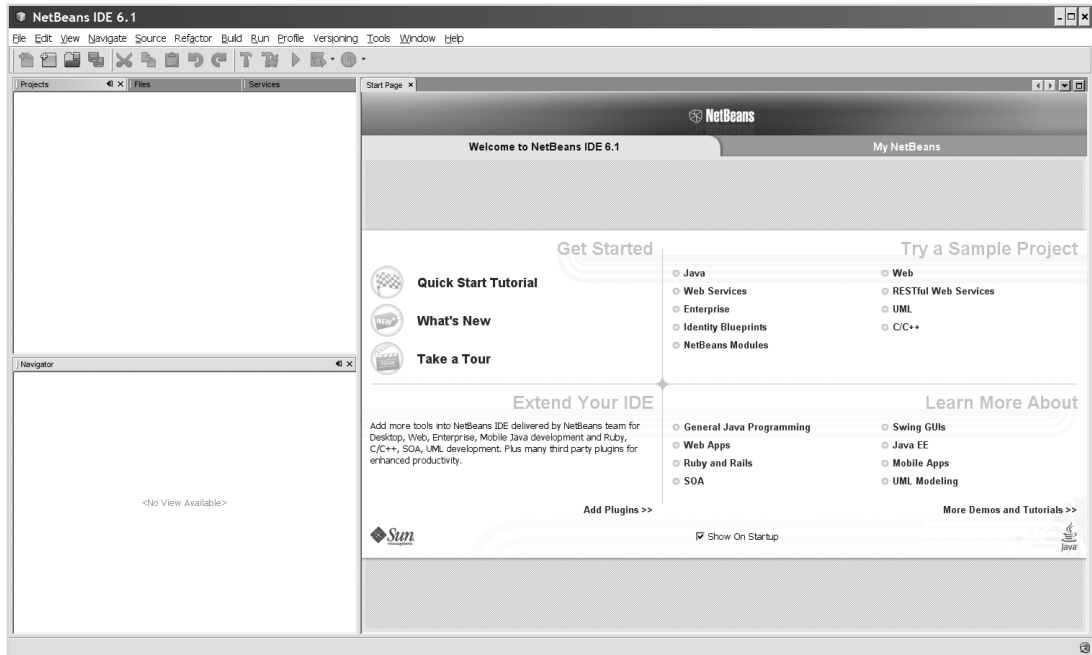 NetBeans IDE 6.1
File Edit View Navigate Source Refactor Build Run Profile Versioning Tools Window Help
Projects Files Services
Start Page
NetBeans
Welcome to NetBeans IDE 6.1
My NetBeans
Get Started
Quick Start Tutorial
NEW
What's New
TOUR
Take a Tour
Try a Sample Project
Java
Web Services
Enterprise
Identity Blueprints
NetBeans Modules
Web
RESTful Web Services
UML
C/C++
Navigator
<No View Available>
Extend Your IDE
Add more tools into NetBeans IDE delivered by NetBeans team for
Desktop, Web, Enterprise, Mobile Java development and Ruby,
C/C++, SOA, UML development. Plus many third party plugins for
enhanced productivity.
Add Plugins >>
Learn More About
General Java Programming
Web Apps
Ruby and Rails
SOA
Swing GUIs
Java EE
Mobile Apps
UML Modeling
More Demos and Tutorials >>
Sun
microsystems
Show On Startup
Java